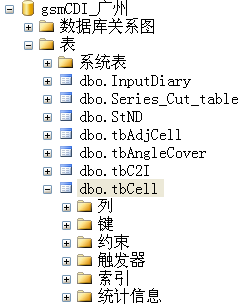 gsmCDI_广州
数据库关系图
表
系统表
dbo.InputDiary
dbo.Series_Cut_table
dbo.StND
dbo.tbAdjCell
dbo.tbAngleCover
dbo.tbC2I
dbo.tbCell
列
键
约束
触发器
索引
统计信息